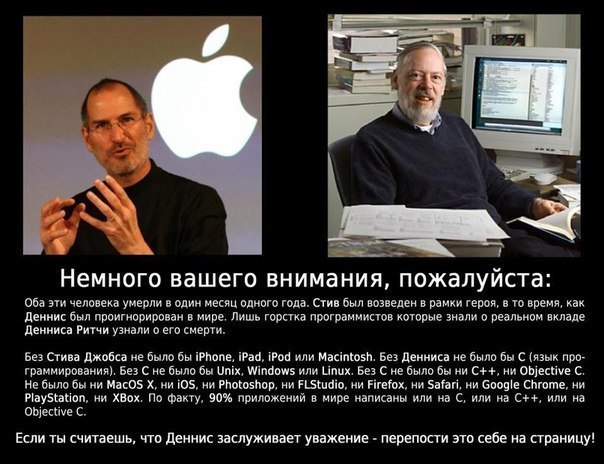 Немного вашего внимания, пожалуйста:
Оба эти человека умерли в один месяц одного года. Стив был возведен в рамки героя, в то время, как
Деннис был проигнорирован в мире. Лишь горстка программистов которые знали о реальном вкладе
Денниса Ритчи узнали о его смерти.
Без Стива Джобса не было бы iPhone, iPad, iPod или Macintosh. Без Денниса не было бы C (язык про-
граммирования). Без C не было бы Unix, Windows или Linux. Без C не было бы ни C++, ни Objective C.
Не было бы ни MacOS X, ни iOS, ни Photoshop, ни FLStudio, ни Firefox, ни Safari, ни Google Chrome, ни
PlayStation, ни XBox. По факту, 90% приложений в мире написаны или на C, или на C++, или на
Objective C.
Если ты считаешь, что Деннис заслуживает уважение - перепости это себе на страницу!